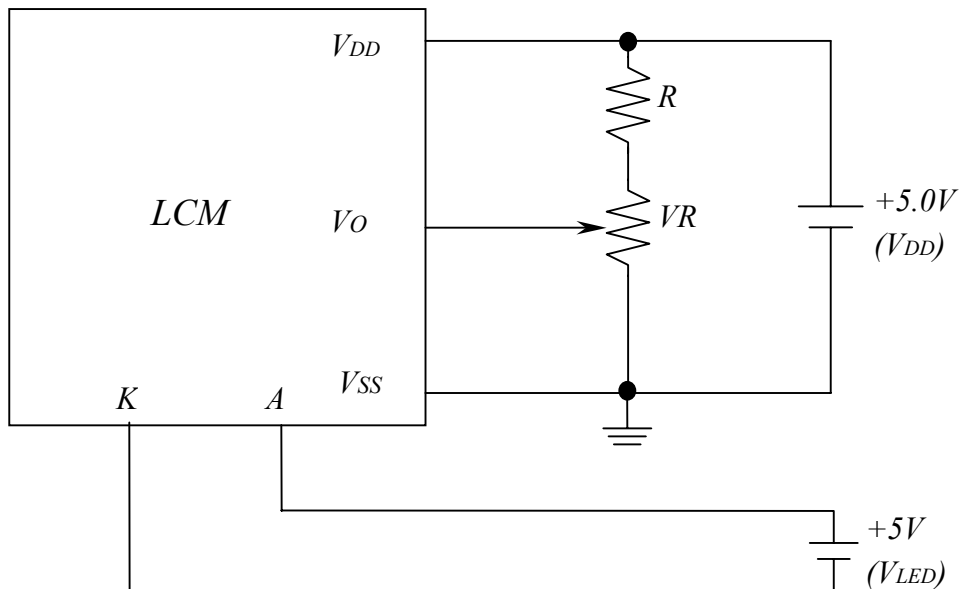 VDD
R
LCM
VO
VR
+5.0V
(VDD)
VSS
K
A
+5V
(VLED)